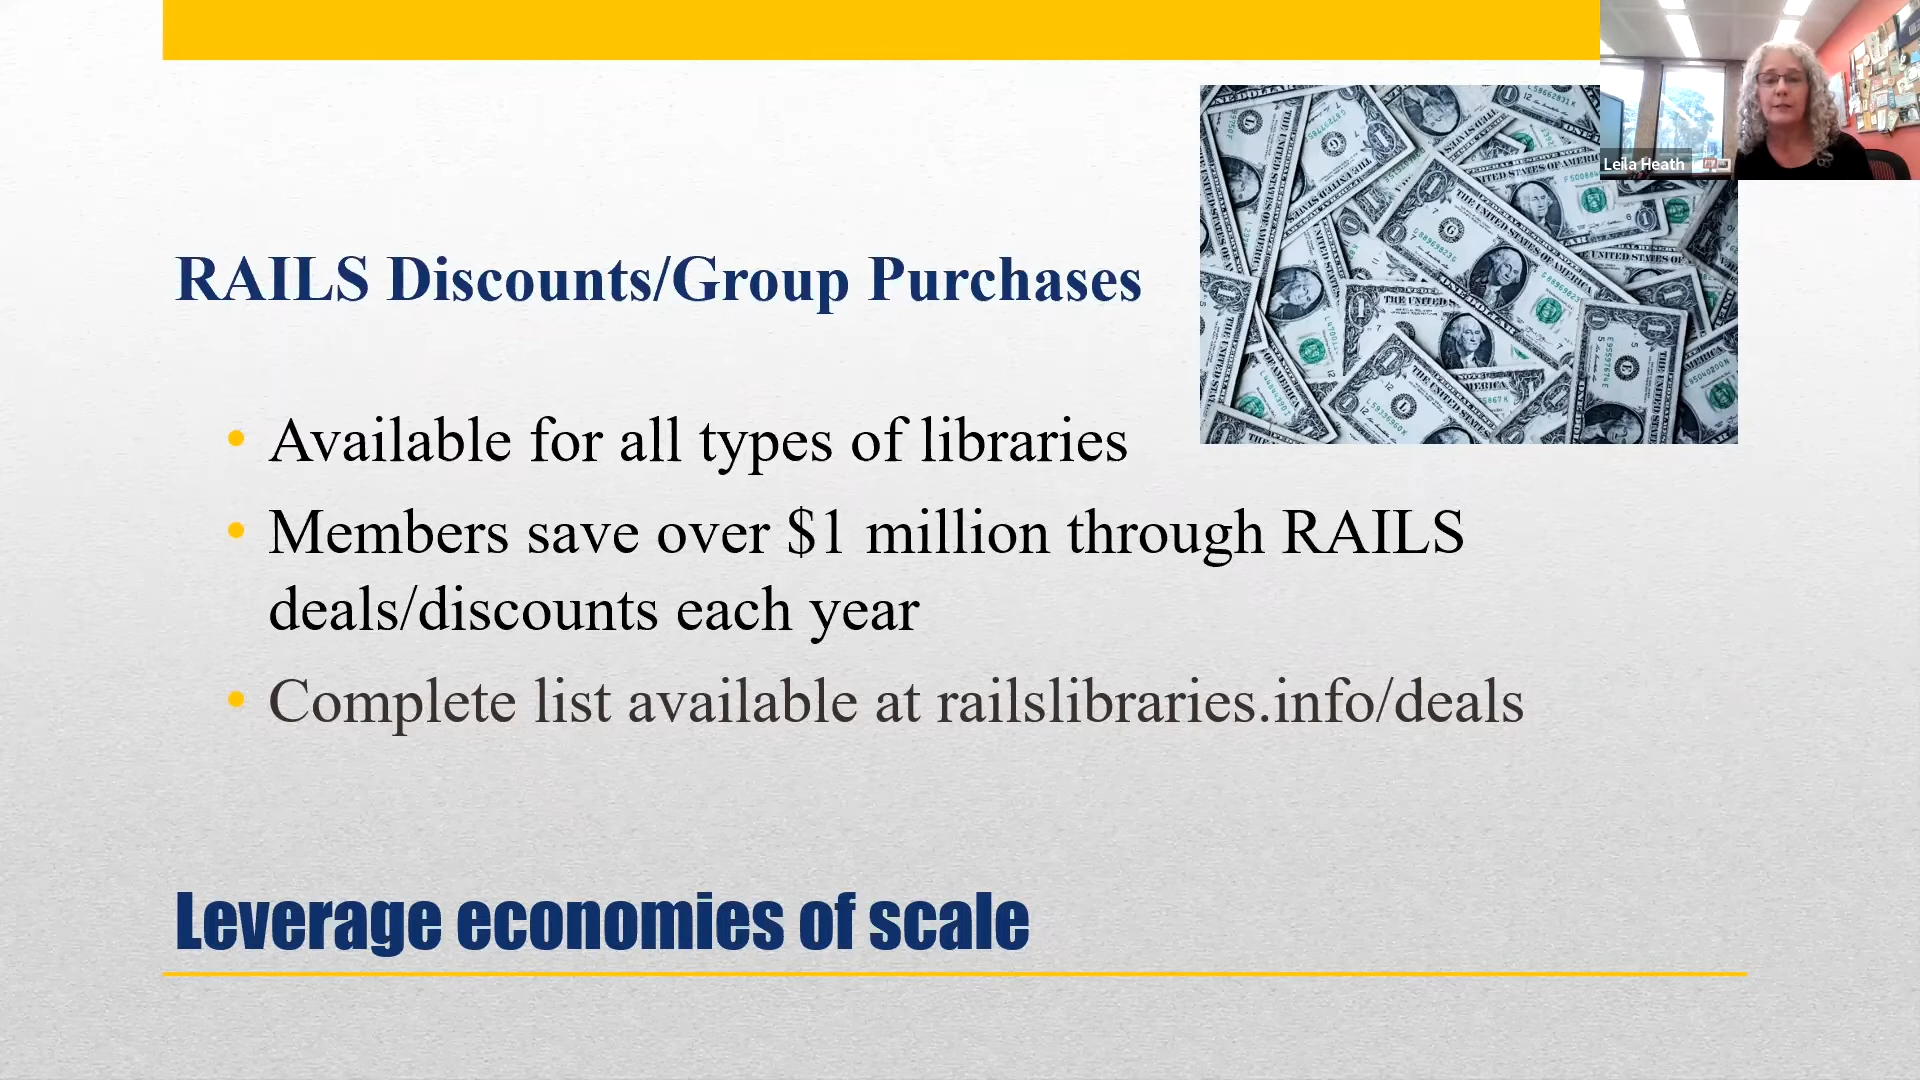 Leila Heath
RAILS Discounts/Group Purchases
• Available for all types of libraries
• Members save over $1 million through RAILS
deals/discounts each year
• Complete list available at railslibraries.info/deals
Leverage economies of scale